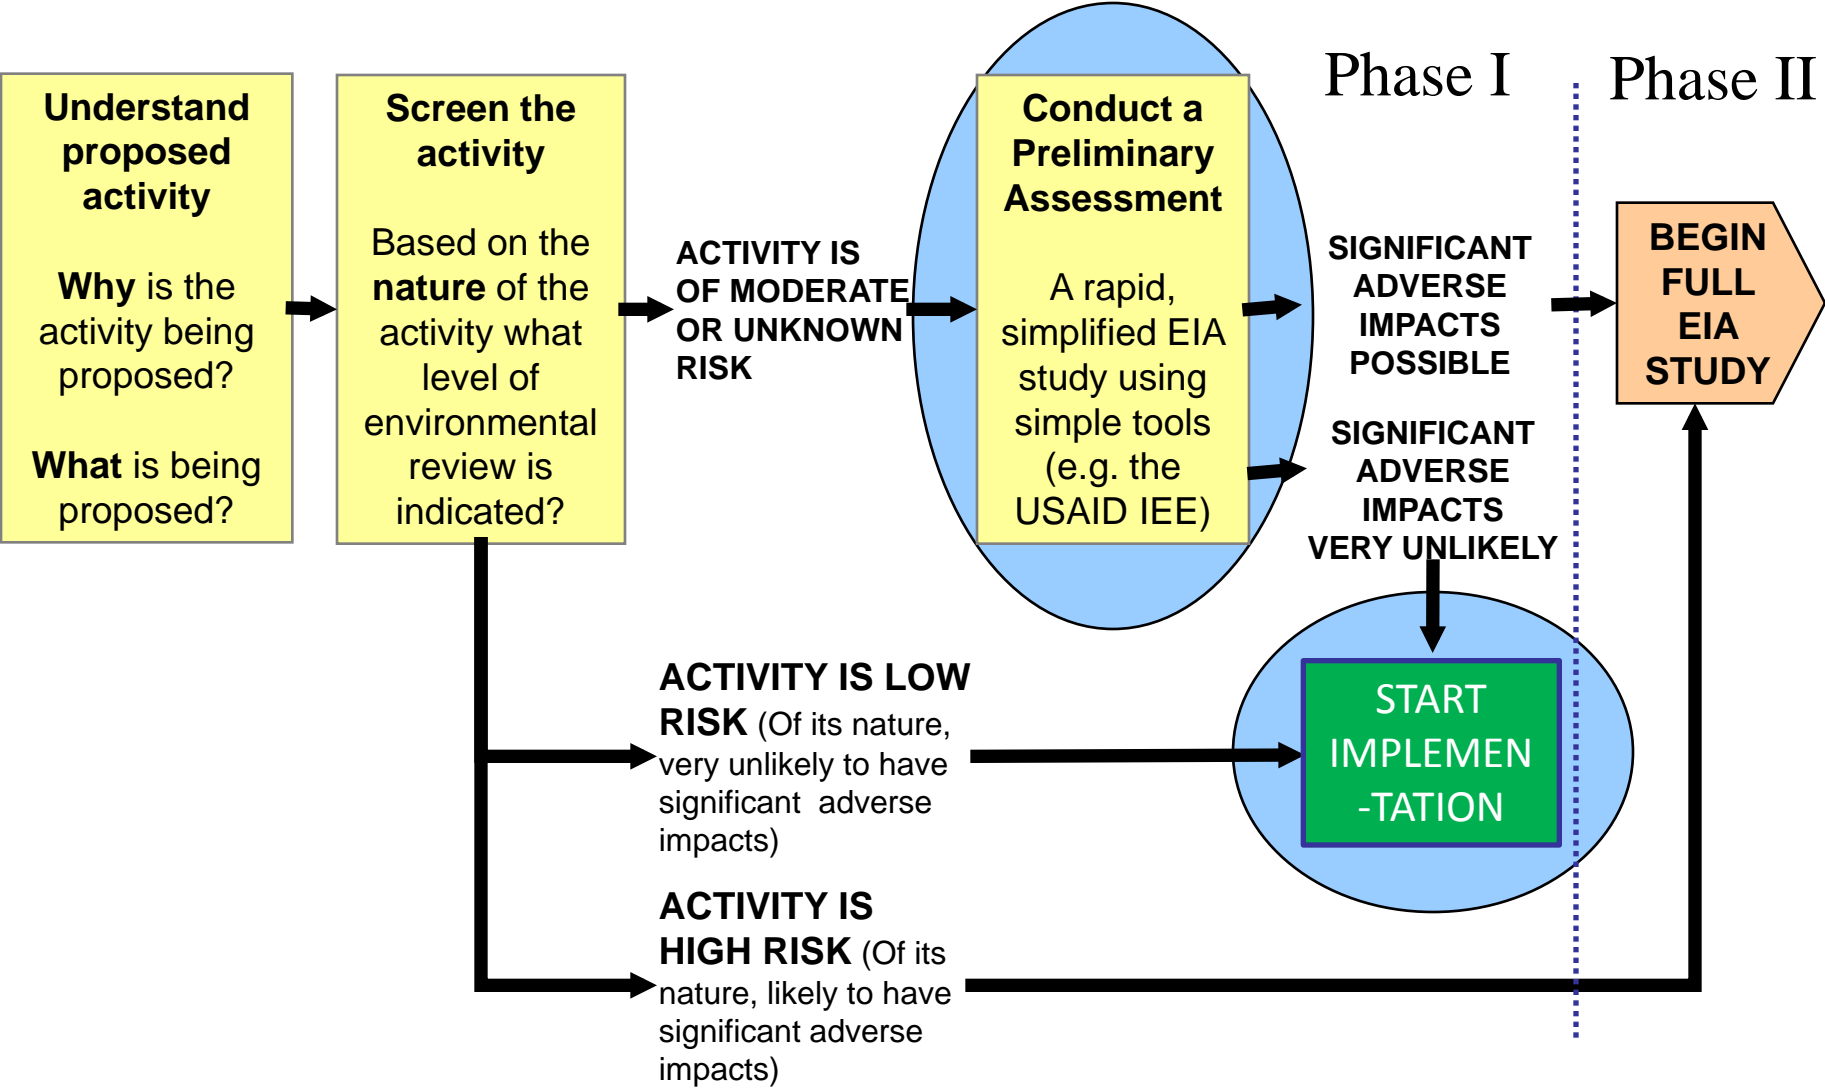 Understand
proposed
activity
Why is the
activity being
proposed?
What is being
proposed?
Screen the
activity
Based on the
nature of the
activity what
level of
environmental
review is
indicated?
ACTIVITY IS
OF MODERATE
OR UNKNOWN
RISK
Conduct a
Preliminary
Assessment
A rapid,
simplified EIA
study using
simple tools
(e.g. the
USAID IEE)
Phase I
SIGNIFICANT
ADVERSE
IMPACTS
POSSIBLE
SIGNIFICANT
ADVERSE
IMPACTS
VERY UNLIKELY
Phase II
BEGIN
FULL
EIA
STUDY
ACTIVITY IS LOW
RISK (Of its nature,
very unlikely to have
significant  adverse
impacts)
START
IMPLEMEN
-TATION
ACTIVITY IS
HIGH RISK (Of its
nature, likely to have
significant adverse
impacts)